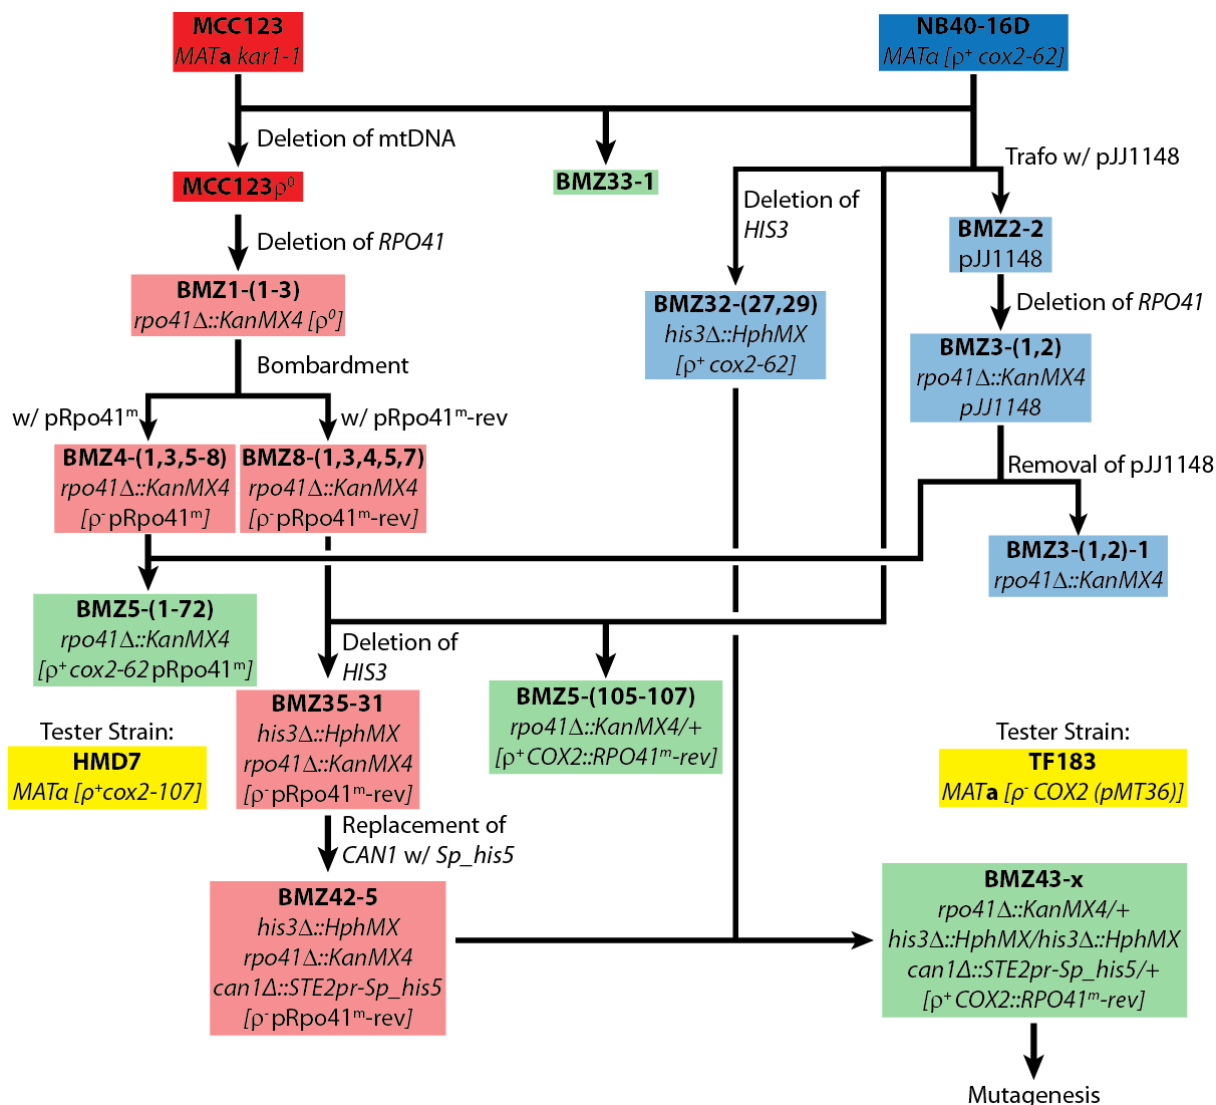 MCC123
MATa kar1-1
NB40-16D
MATα [ρ⁺ cox2-62]
Deletion of mtDNA
Trafo w/ pJJ1148
MCC123ρ⁰
BMZ33-1
Deletion of
HIS3
BMZ2-2
pJJ1148
Deletion of RPO41
BMZ1-(1-3)
rpo41Δ::KanMX4 [ρ⁰]
BMZ32-(27,29)
his3Δ::HphMX
[ρ⁺ cox2-62]
Deletion of RPO41
BMZ3-(1,2)
rpo41Δ::KanMX4
pJJ1148
Bombardment
w/ pRpo41ᵐ
w/ pRpo41ᵐ-rev
BMZ4-(1,3,5-8)
rpo41Δ::KanMX4
[ρ⁻ pRpo41ᵐ]
BMZ8-(1,3,4,5,7)
rpo41Δ::KanMX4
[ρ⁻ pRpo41ᵐ-rev]
Removal of pJJ1148
BMZ3-(1,2)-1
rpo41Δ::KanMX4
BMZ5-(1-72)
rpo41Δ::KanMX4
[ρ⁺ cox2-62 pRpo41ᵐ]
Deletion of
HIS3
BMZ35-31
his3Δ::HphMX
rpo41Δ::KanMX4
[ρ⁻ pRpo41ᵐ-rev]
BMZ5-(105-107)
rpo41Δ::KanMX4/+
[ρ⁺ COX2::RPO41ᵐ-rev]
Tester Strain:
HMD7
MATα [ρ⁺cox2-107]
Tester Strain:
TF183
MATa [ρ⁻ COX2 (pMT36)]
Replacement of
CAN1 w/ Sp_his5
BMZ42-5
his3Δ::HphMX
rpo41Δ::KanMX4
can1Δ::STE2pr-Sp_his5
[ρ⁻ pRpo41ᵐ-rev]
BMZ43-x
rpo41Δ::KanMX4/+
his3Δ::HphMX/his3Δ::HphMX
can1Δ::STE2pr-Sp_his5/+
[ρ⁺ COX2::RPO41ᵐ-rev]
Mutagenesis